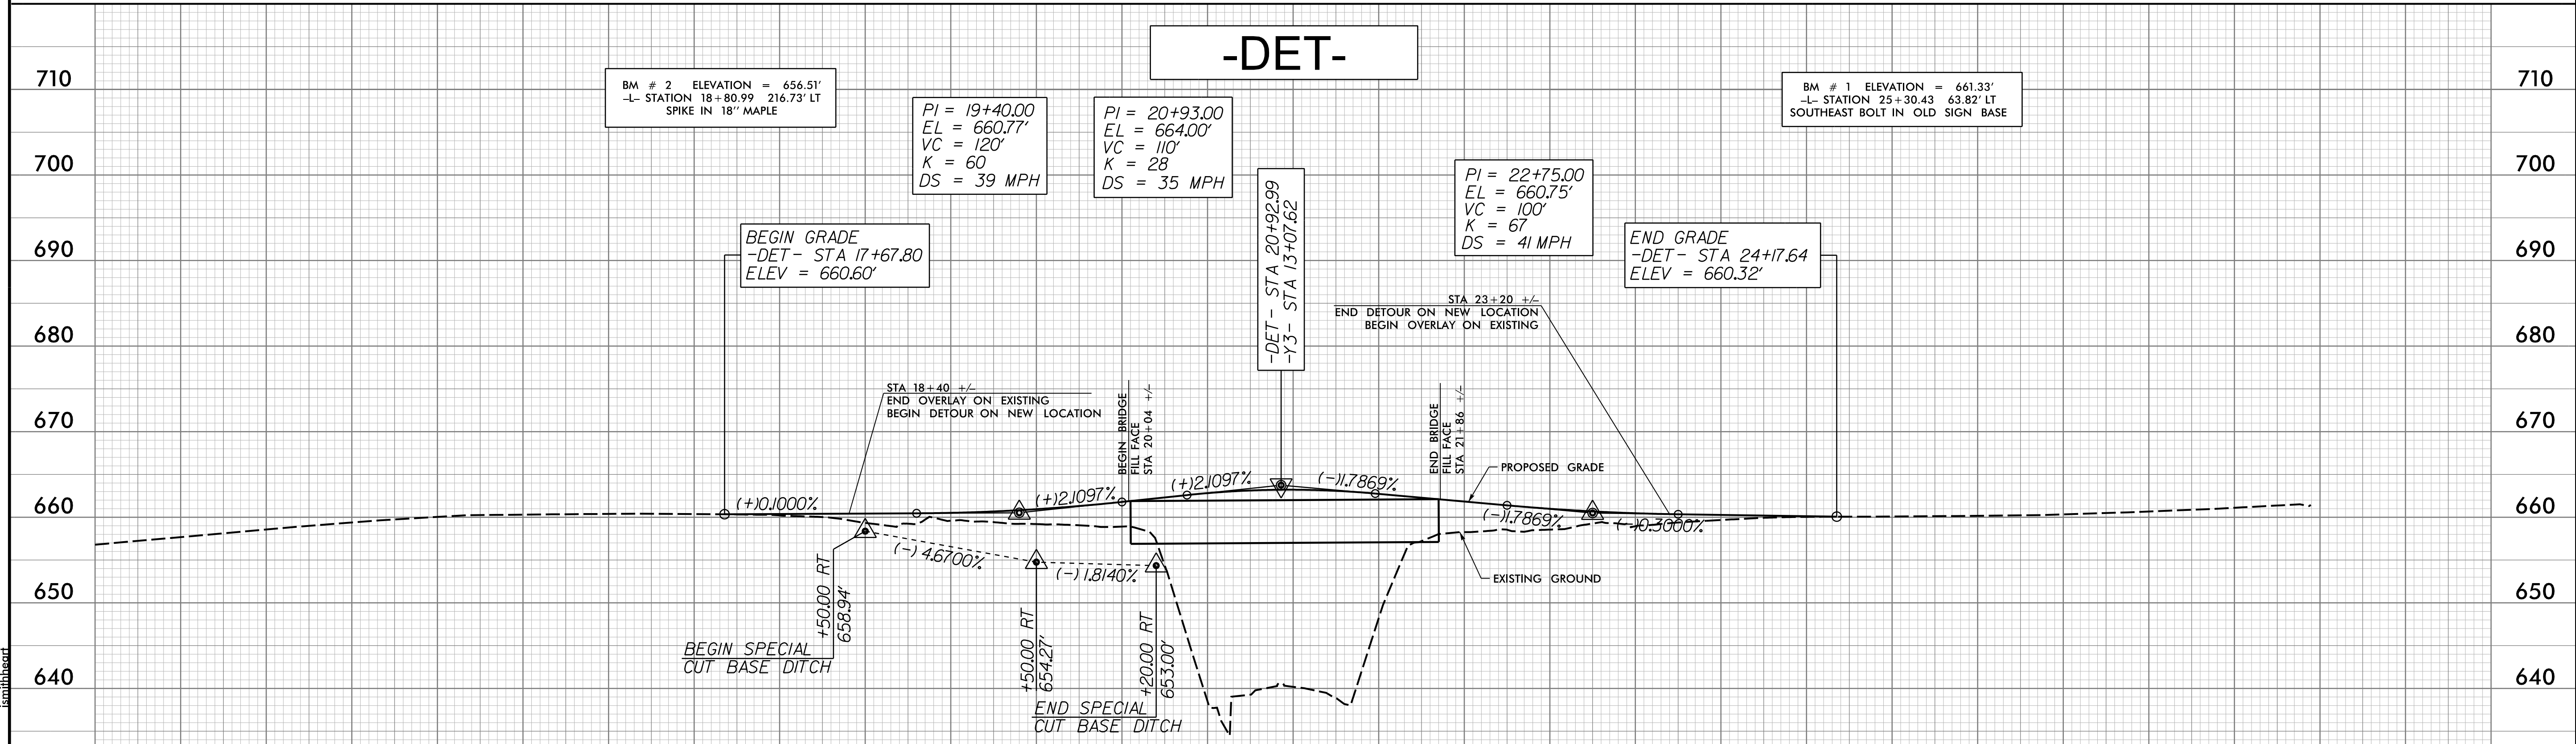 -DET-
710
710
BM # 2 ELEVATION = 656.51'
-L- STATION 18+80.99 216.73' LT
SPIKE IN 18'' MAPLE
BM # 1 ELEVATION = 661.33'
-L- STATION 25+30.43 63.82' LT
SOUTHEAST BOLT IN OLD SIGN BASE
PI = 19+40.00
EL = 660.77'
VC = 120'
K = 60
DS = 39 MPH
PI = 20+93.00
EL = 664.00'
VC = 110'
K = 28
DS = 35 MPH
700
700
-DET- STA 20+92.99
-Y3- STA 13+07.62
PI = 22+75.00
EL = 660.75'
VC = 100'
K = 67
DS = 41 MPH
690
690
BEGIN GRADE
-DET- STA 17+67.80
ELEV = 660.60'
END GRADE
-DET- STA 24+17.64
ELEV = 660.32'
680
680
STA 23+20 +/-
END DETOUR ON NEW LOCATION
BEGIN OVERLAY ON EXISTING
670
670
STA 18+40 +/-
END OVERLAY ON EXISTING
BEGIN DETOUR ON NEW LOCATION
BEGIN BRIDGE
FILL FACE
STA 20+04 +/-
END BRIDGE
FILL FACE
STA 21+86 +/-
PROPOSED GRADE
660
660
(+)0.1000%
(+)2.1097%
(+)2.1097%
(-)1.7869%
(-)1.7869%
(-)0.3000%
(-) 4.6700%
(-) 1.8140%
EXISTING GROUND
650
650
+50.00 RT
658.94'
BEGIN SPECIAL
CUT BASE DITCH
+50.00 RT
654.27'
+20.00 RT
653.00'
END SPECIAL
CUT BASE DITCH
640
640
ismithheart